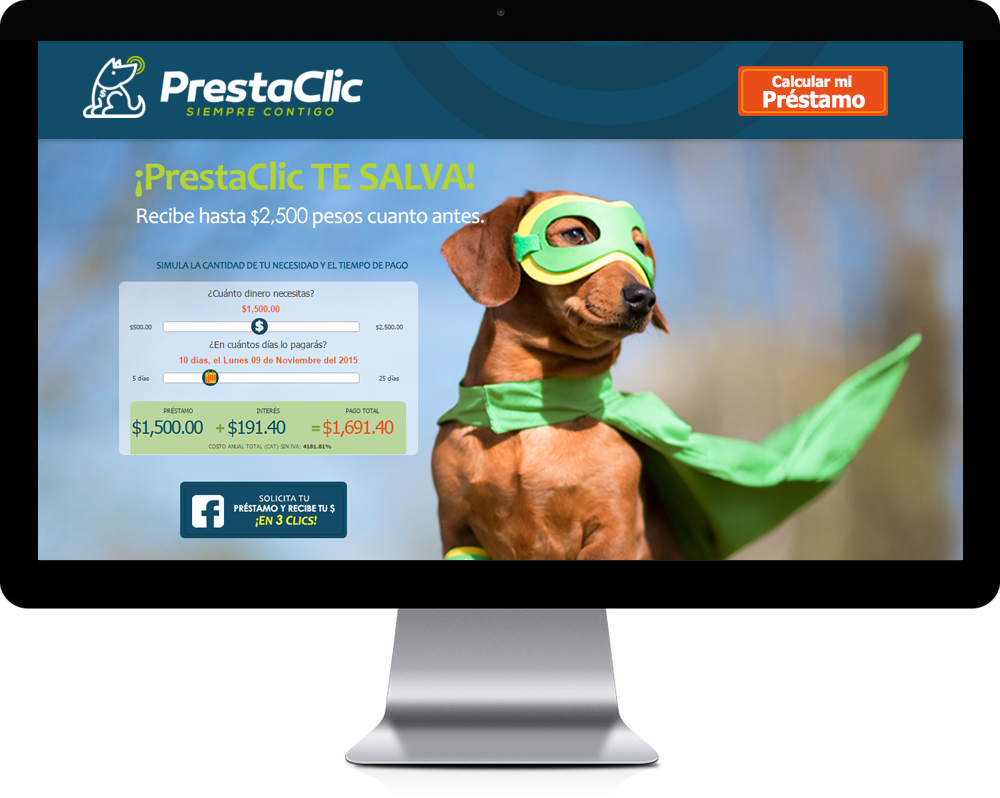 PrestaClic
SIEMPRE CONTIGO
Calcular mi
Préstamo
¡PrestaClic TE SALVA!
Recibe hasta $2,500 pesos cuanto antes.
SIMULA LA CANTIDAD DE TU NECESIDAD Y EL TIEMPO DE PAGO
¿Cuánto dinero necesitas?
$1,500.00
$500.00 $ $2,500.00
¿En cuántos días lo pagarás?
10 días, el Lunes 09 de Noviembre del 2015
5 días 25 días
PRÉSTAMO INTERÉS PAGO TOTAL
$1,500.00 + $191.40 = $1,691.40
COSTO ANUAL TOTAL (CAT) SIN IVA: 4181.81%
f SOLICITA TU
PRÉSTAMO Y RECIBE TU $
¡EN 3 CLICS!